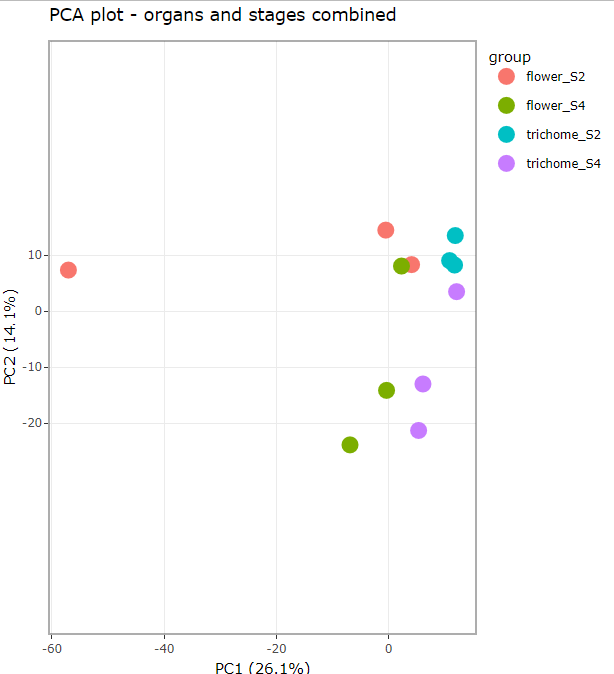 PCA plot - organs and stages combined
group
flower_S2
flower_S4
trichome_S2
trichome_S4
10
0
-10
-20
PC2 (14.1%)
-60
-40
-20
0
PC1 (26.1%)